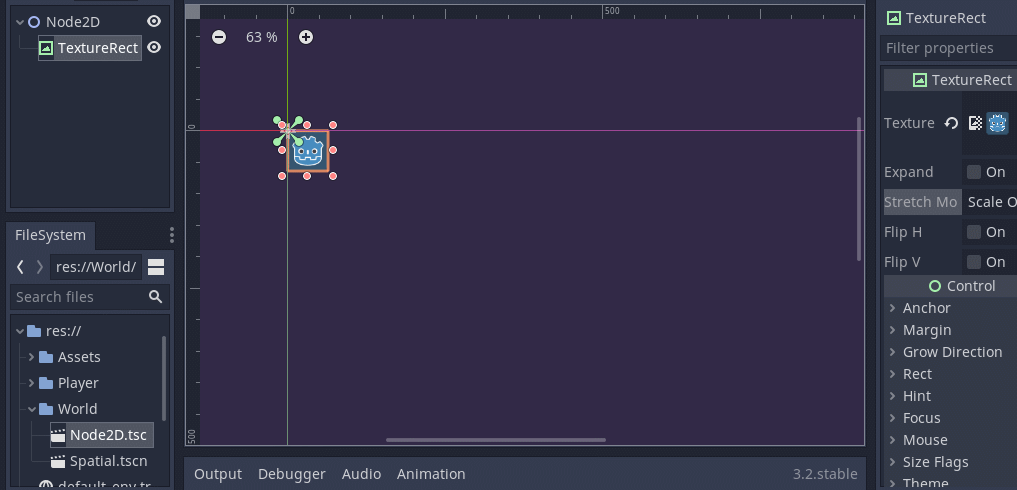 Node2D
TextureRect
FileSystem
res://World/
Search files
res://
Assets
Player
World
Node2D.tsc
Spatial.tscn
default_env.tr
0
500
63 %
0
500
Output
Debugger
Audio
Animation
3.2.stable
TextureRect
Filter properties
TextureRect
Texture
Expand
On
Stretch Mo
Scale O
Flip H
On
Flip V
On
Control
Anchor
Margin
Grow Direction
Rect
Hint
Focus
Mouse
Size Flags
Theme